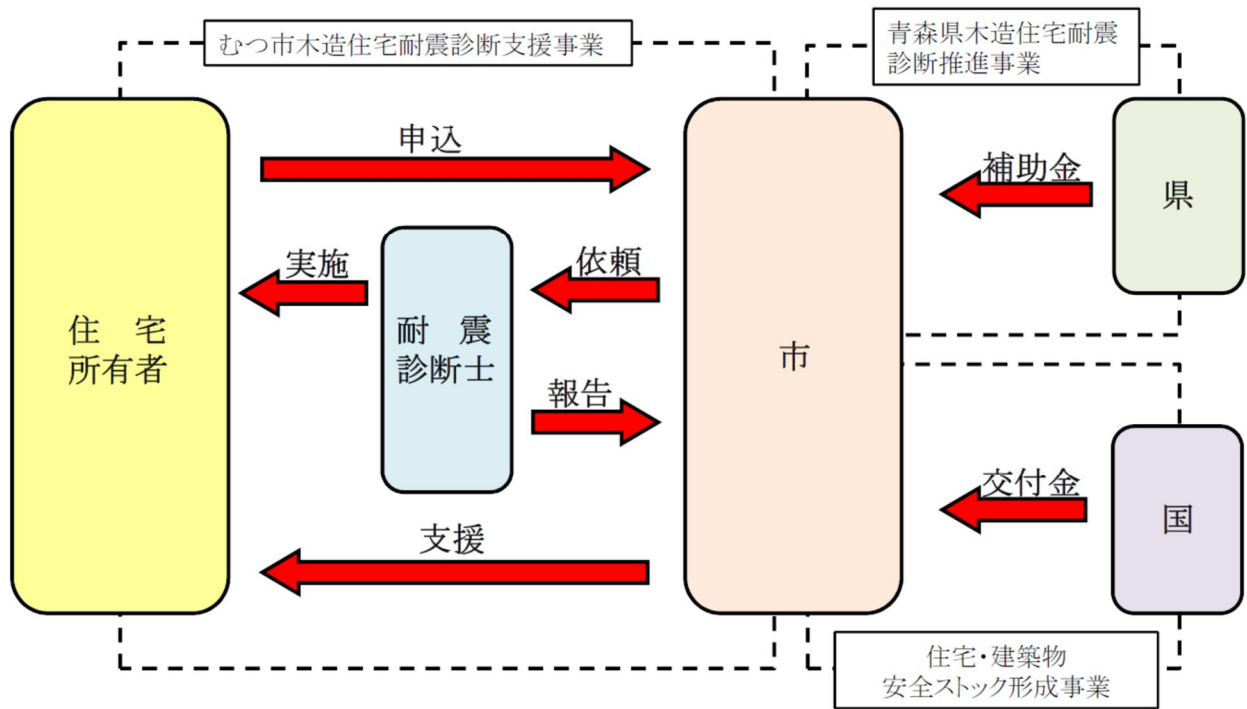 むつ市木造住宅耐震診断支援事業
青森県木造住宅耐震
診断推進事業
申込
補助金
県
実施
依頼
住　宅
所有者
耐　震
診断士
市
報告
交付金
国
支援
住宅・建築物
安全ストック形成事業